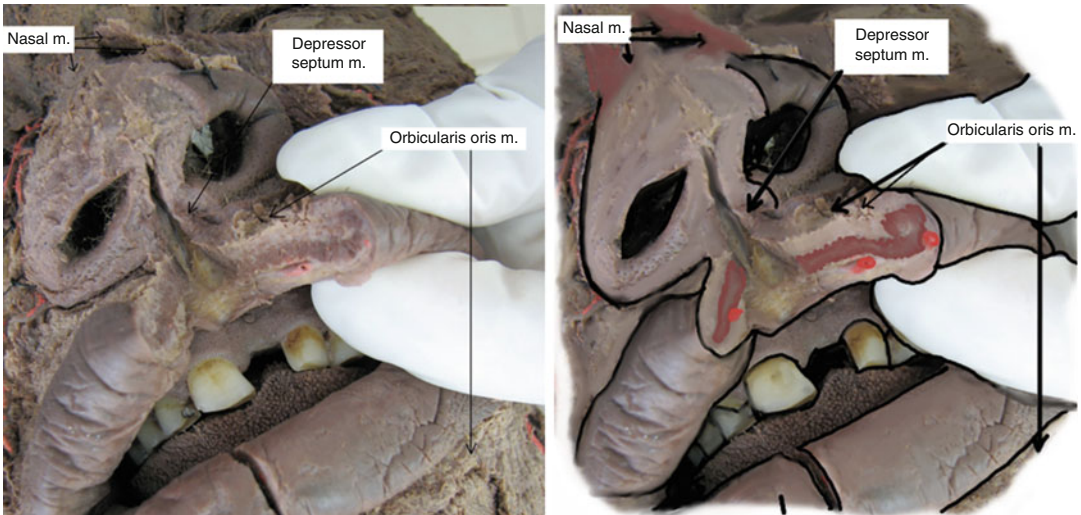 Nasal m.
Depressor
septum m.
Orbicularis oris m.
Nasal m.
Depressor
septum m.
Orbicularis oris m.